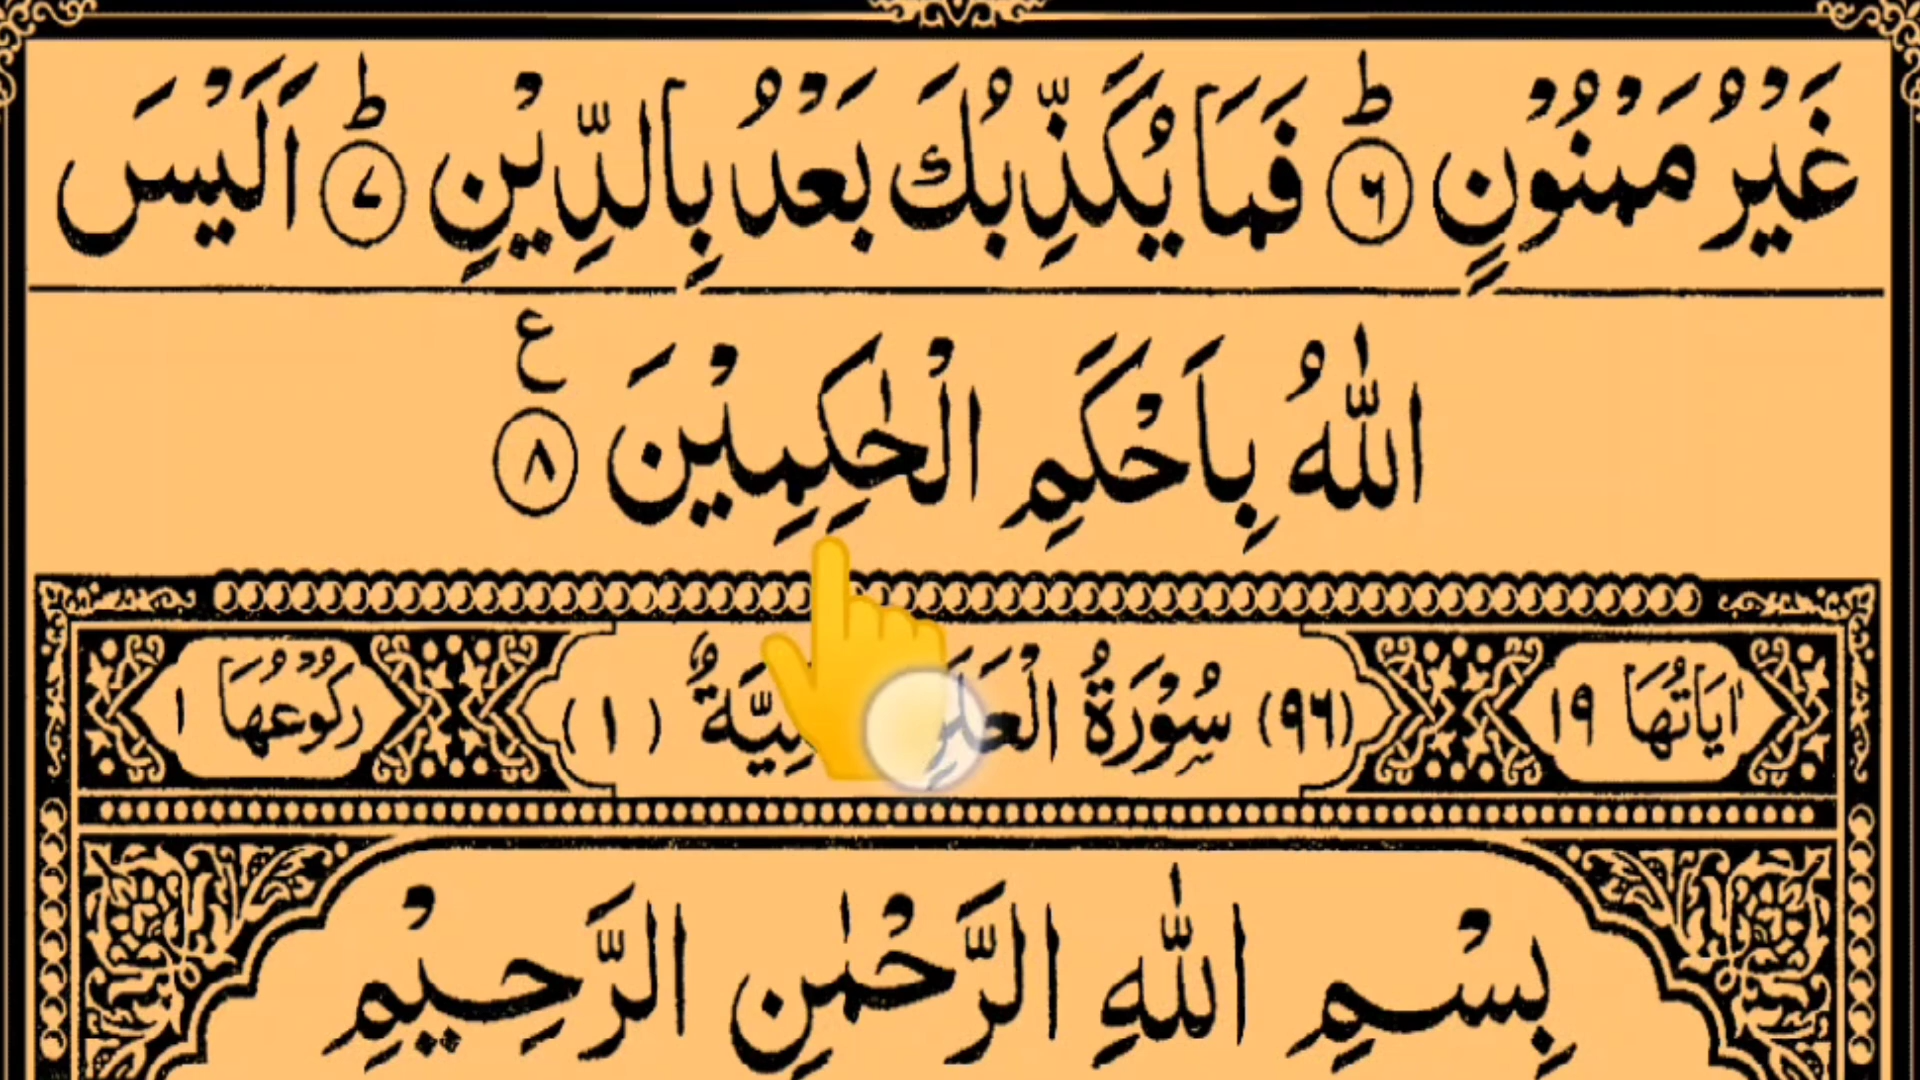 غَيْرُ مَمْنُوْنٍ ؕ ۶ فَمَا يُكَذِّبُكَ بَعْدُ بِالدِّيْنِ ؕ ۷ اَلَيْسَ
اللّٰهُ بِاَحْكَمِ الْحٰكِمِيْنَ ع ۸
اٰيَاتُهَا ۱۹ (۹۶) سُوْرَةُ الْعَلَقِ (۱) رُكُوْعُهَا ۱
بِسْمِ اللّٰهِ الرَّحْمٰنِ الرَّحِيْمِ